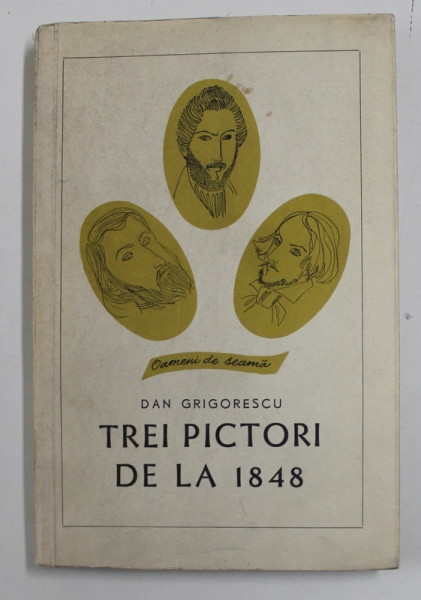 Oameni de seamă
DAN GRIGORESCU
TREI PICTORI
DE LA 1848